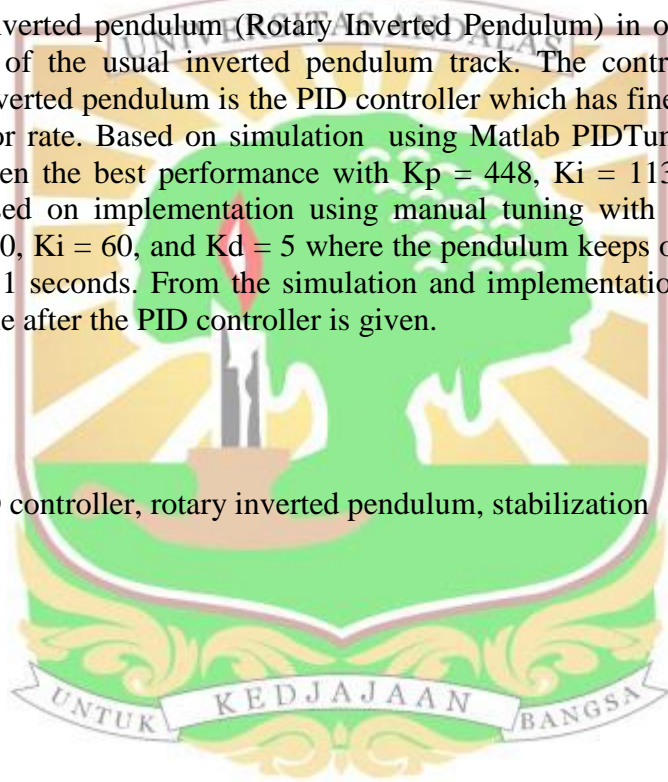 nverted pendulum (Rotary Inverted Pendulum) in o
UNIVERSITAS ANDALAS
of the usual inverted pendulum track. The contr
verted pendulum is the PID controller which has fine
or rate. Based on simulation using Matlab PIDTun
en the best performance with Kp = 448, Ki = 113
sed on implementation using manual tuning with
0, Ki = 60, and Kd = 5 where the pendulum keeps o
1 seconds. From the simulation and implementatio
e after the PID controller is given.
controller, rotary inverted pendulum, stabilization
UNTUK KEDJAJAAN BANGSA